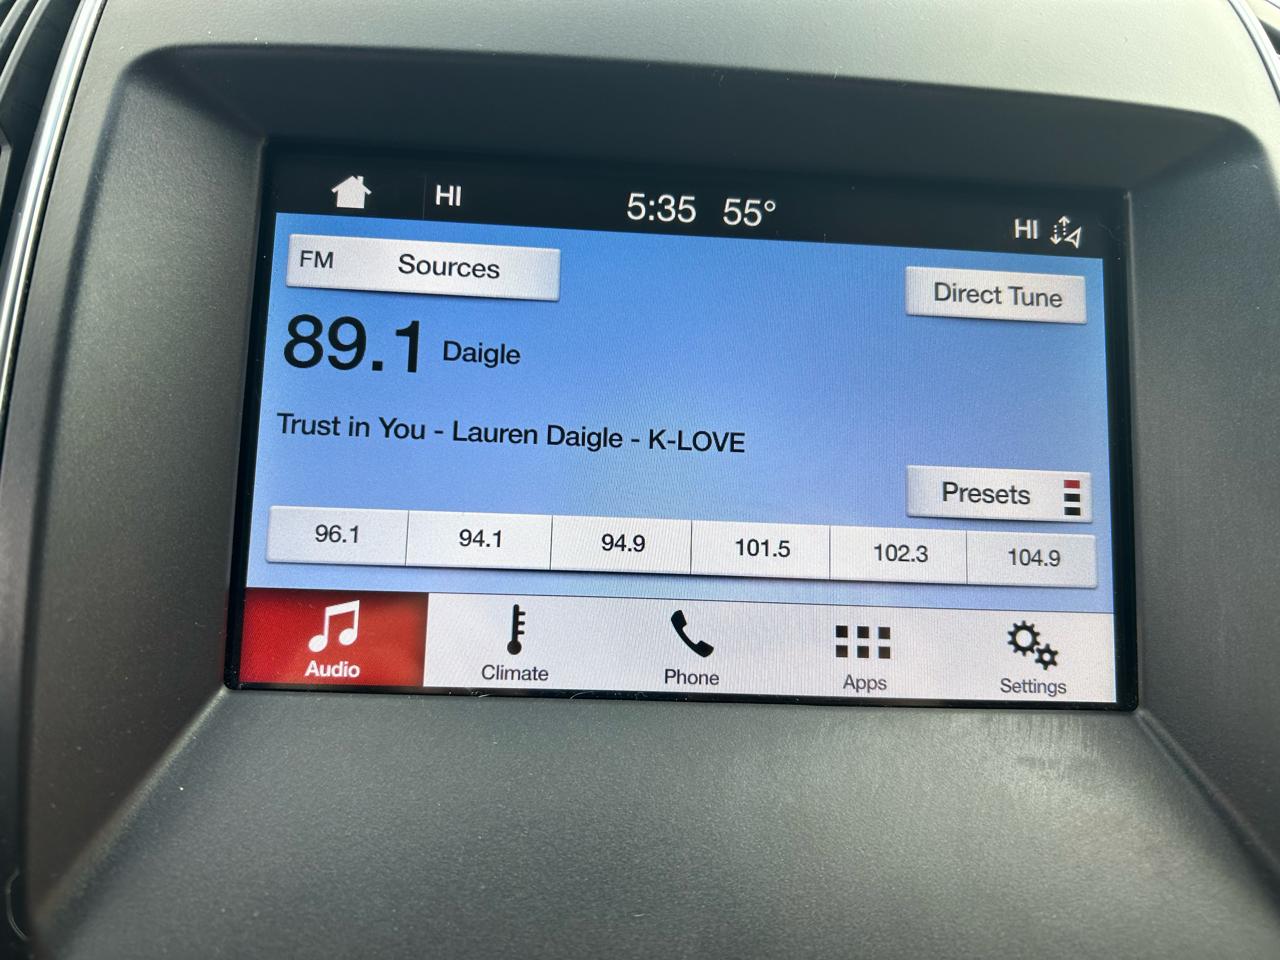 HI 5:35 55° HI
FM Sources
Direct Tune
89.1 Daigle
Trust in You - Lauren Daigle - K-LOVE
Presets
96.1 94.1 94.9 101.5 102.3 104.9
Audio Climate Phone Apps Settings